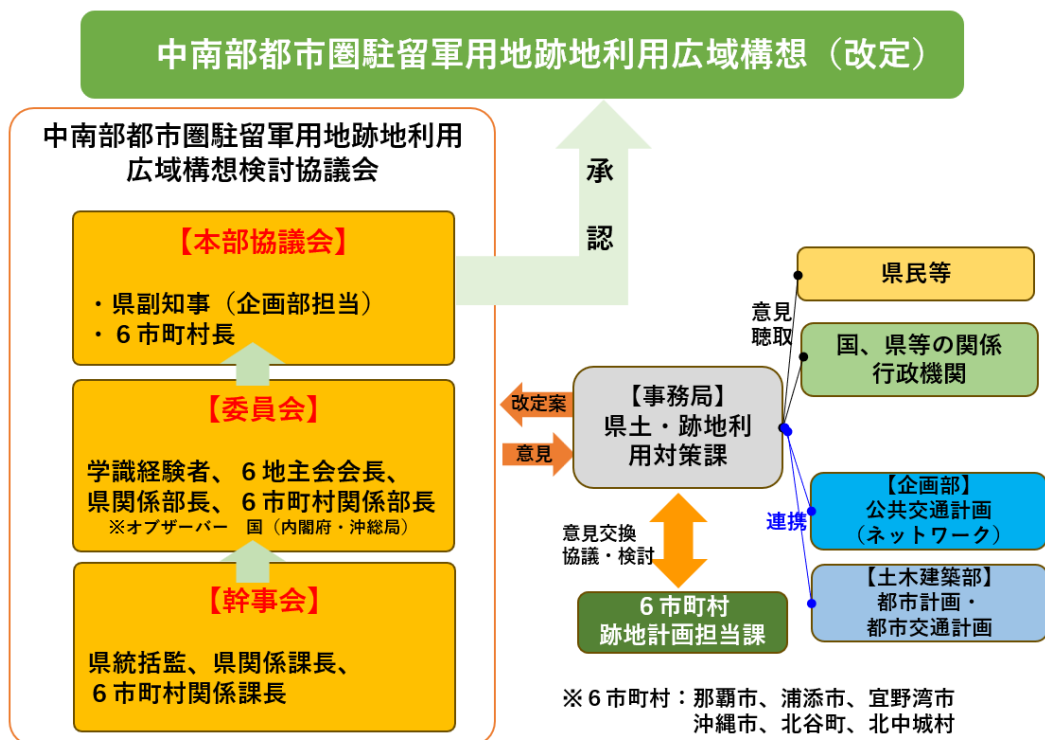 中南部都市圏駐留軍用地跡地利用広域構想（改定）
中南部都市圏駐留軍用地跡地利用
広域構想検討協議会
承
認
【本部協議会】
・県副知事（企画部担当）
・６市町村長
【委員会】
学識経験者、６地主会会長、
県関係部長、６市町村関係部長
※オブザーバー　国（内閣府・沖総局）
【幹事会】
県統括監、県関係課長、
６市町村関係課長
改定案
意見
【事務局】
県土・跡地利
用対策課
意見
聴取
県民等
国、県等の関係
行政機関
連携
【企画部】
公共交通計画
（ネットワーク）
【土木建築部】
都市計画・
都市交通計画
意見交換
協議・検討
６市町村
跡地計画担当課
※６市町村：那覇市、浦添市、宜野湾市
沖縄市、北谷町、北中城村